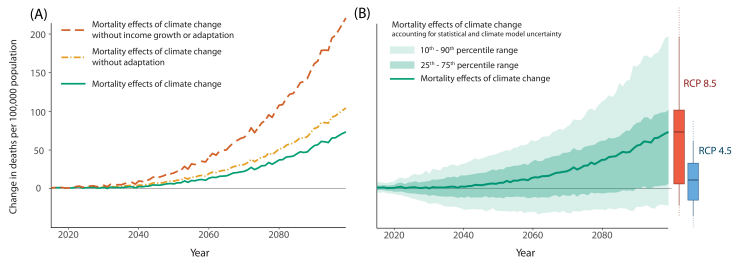 (A)
Mortality effects of climate change
without income growth or adaptation
Mortality effects of climate change
without adaptation
Mortality effects of climate change
Change in deaths per 100,000 population
200
150
100
50
0
2020
2040
2060
2080
Year
(B)
Mortality effects of climate change
accounting for statistical and climate model uncertainty
10th - 90th percentile range
25th - 75th percentile range
Mortality effects of climate change
RCP 8.5
RCP 4.5
2020
2040
2060
2080
Year